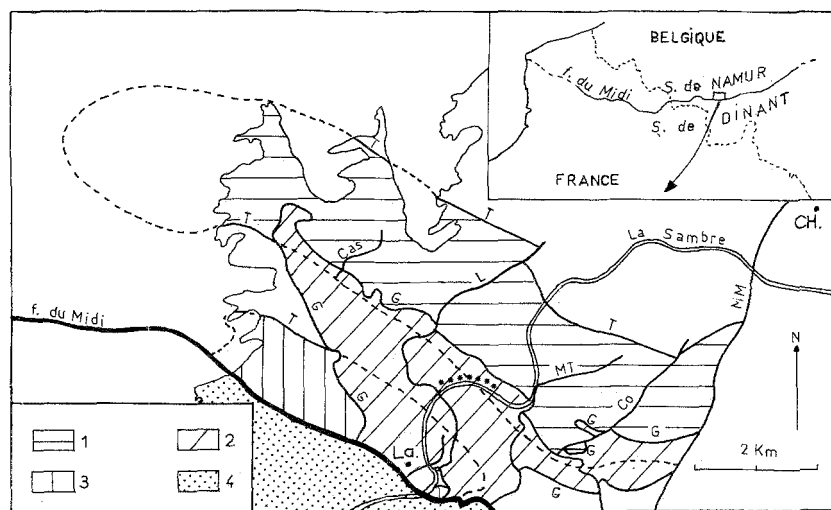 BELGIQUE
f. du Midi
S. de NAMUR
S. de DINANT
FRANCE
CH.
T
T
La Sambre
Cas
L
MM
G
G
f. du Midi
T
T
N
MT
G
Co
G
G
G
La.
G
2 Km
1
2
3
4